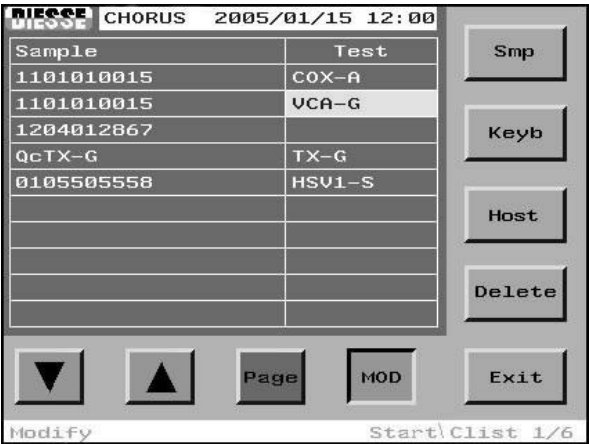 DIESSE CHORUS 2005/01/15 12:00
Sample Test
1101010015 COX-A
1101010015 VCA-G
1204012867
QcTX-G TX-G
0105505558 HSV1-S
Smp
Keyb
Host
Delete
Page MOD Exit
Modify Start\Clist 1/6